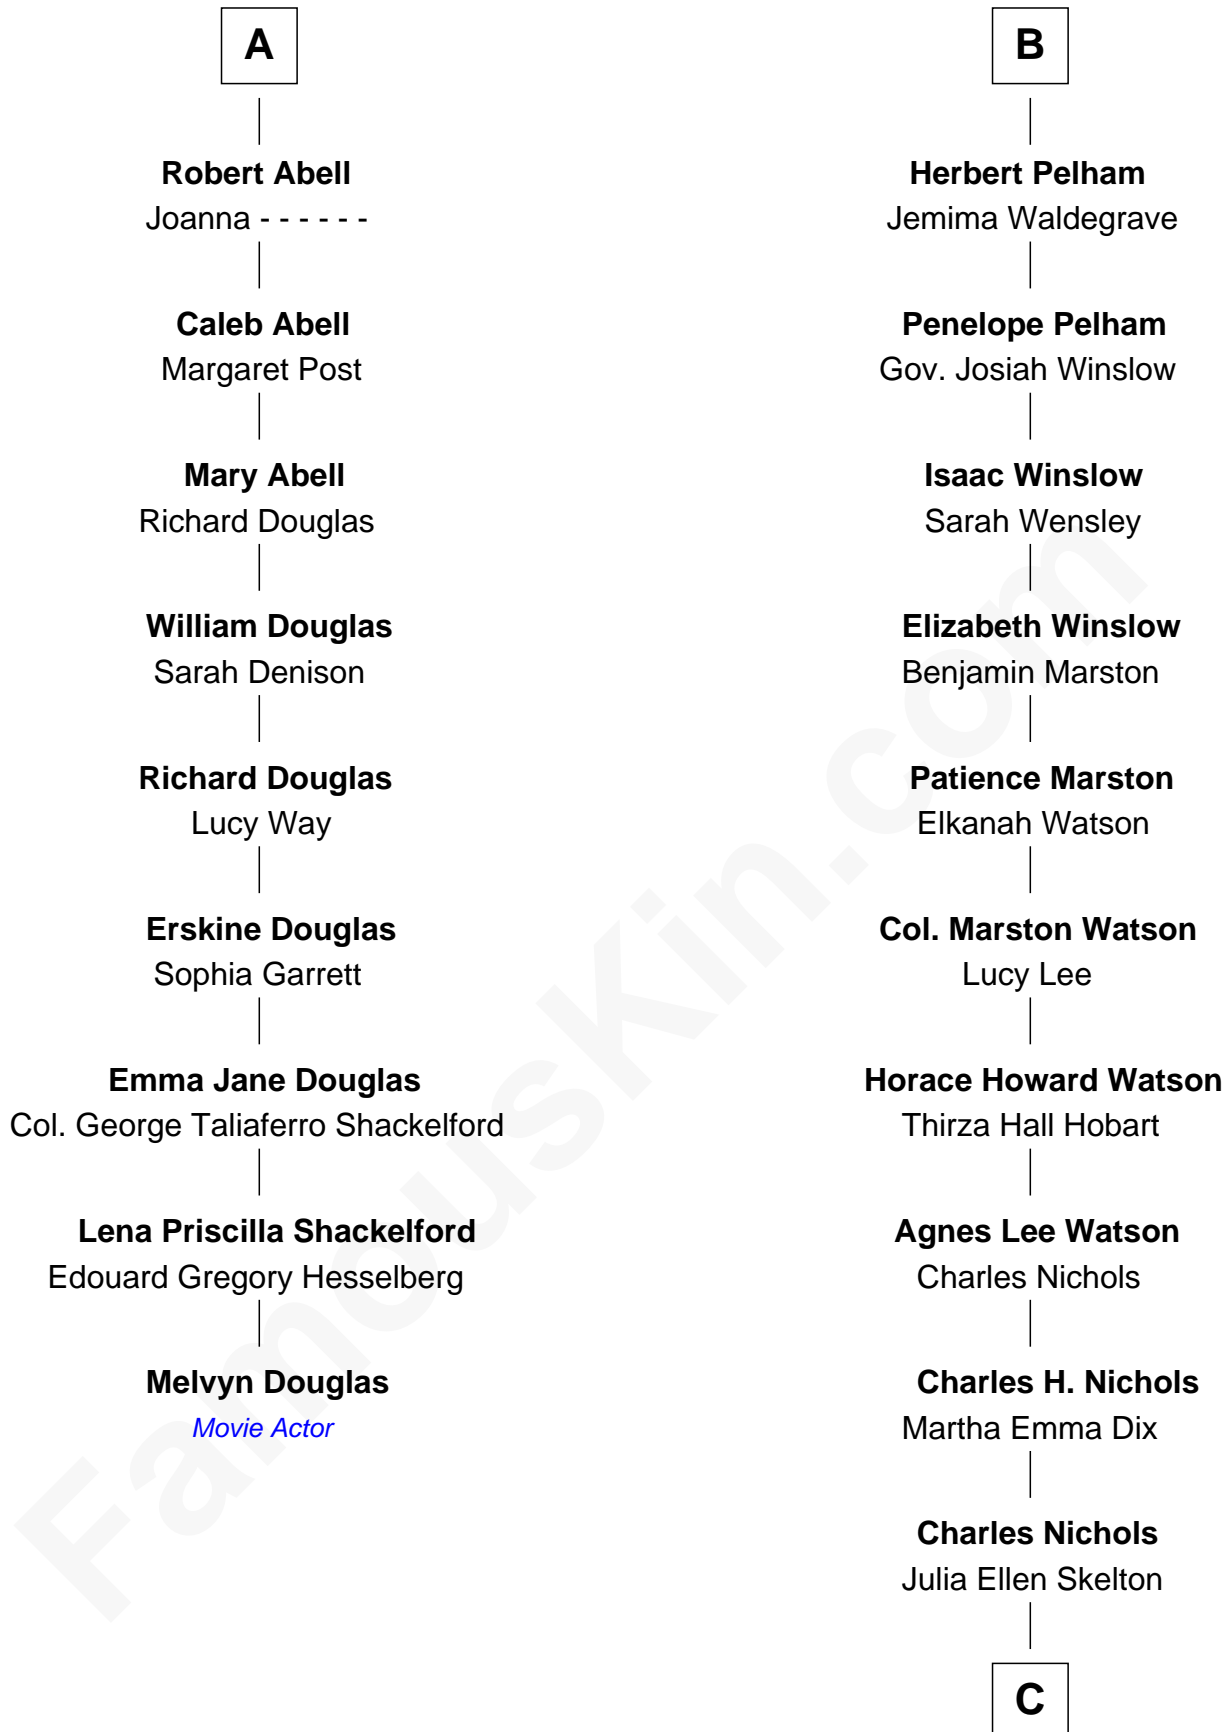 A
Robert Abell
Joanna - - - - - -
Caleb Abell
Margaret Post
Mary Abell
Richard Douglas
William Douglas
Sarah Denison
Richard Douglas
Lucy Way
Erskine Douglas
Sophia Garrett
Emma Jane Douglas
Col. George Taliaferro Shackelford
Lena Priscilla Shackelford
Edouard Gregory Hesselberg
Melvyn Douglas
Movie Actor
B
Herbert Pelham
Jemima Waldegrave
Penelope Pelham
Gov. Josiah Winslow
Isaac Winslow
Sarah Wensley
Elizabeth Winslow
Benjamin Marston
Patience Marston
Elkanah Watson
Col. Marston Watson
Lucy Lee
Horace Howard Watson
Thirza Hall Hobart
Agnes Lee Watson
Charles Nichols
Charles H. Nichols
Martha Emma Dix
Charles Nichols
Julia Ellen Skelton
C
FamousKin.com